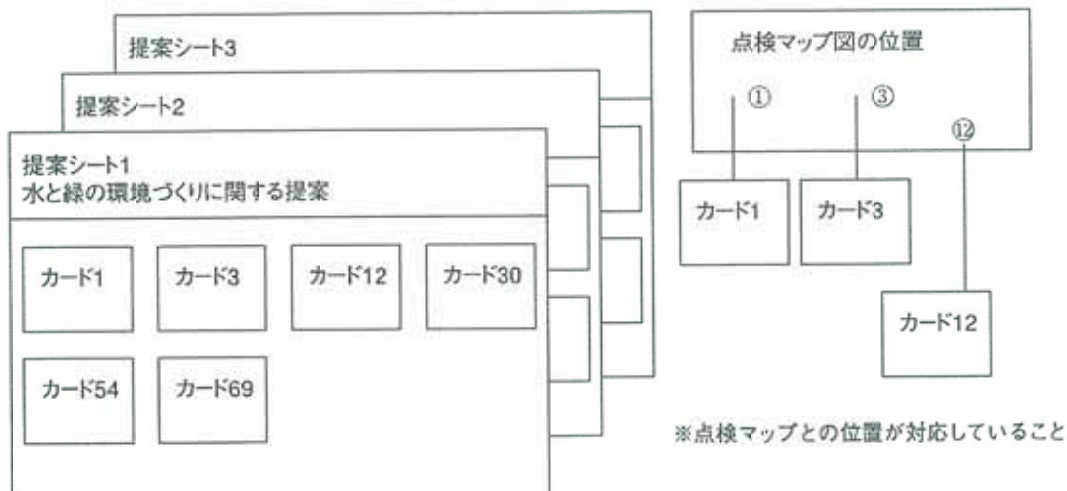 提案シート3
提案シート2
提案シート1
水と緑の環境づくりに関する提案
カード1
カード3
カード12
カード30
カード54
カード69
点検マップ図の位置
①
③
⑫
カード1
カード3
カード12
※点検マップとの位置が対応していること